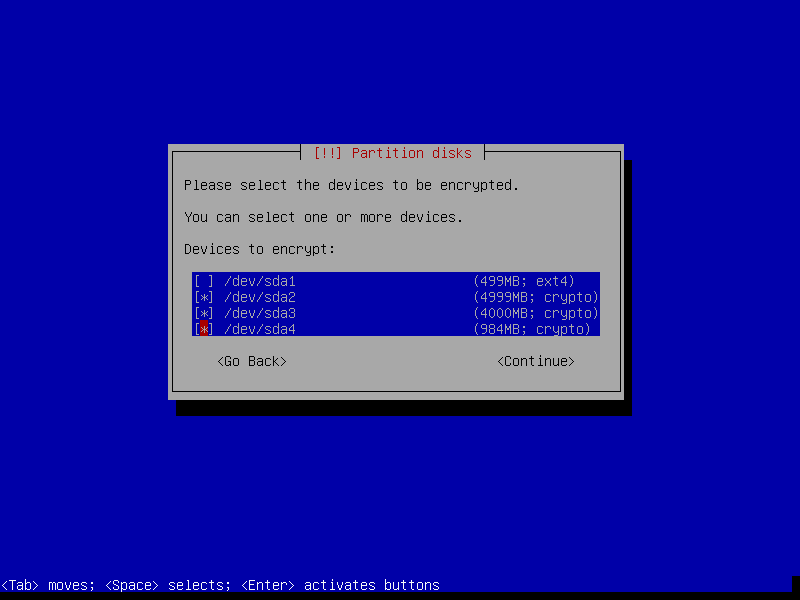 [!!] Partition disks
Please select the devices to be encrypted.
You can select one or more devices.
Devices to encrypt:
[ ] /dev/sda1 (499MB; ext4)
[*] /dev/sda2 (4999MB; crypto)
[*] /dev/sda3 (4000MB; crypto)
[*] /dev/sda4 (984MB; crypto)
<Go Back> <Continue>
<Tab> moves; <Space> selects; <Enter> activates buttons